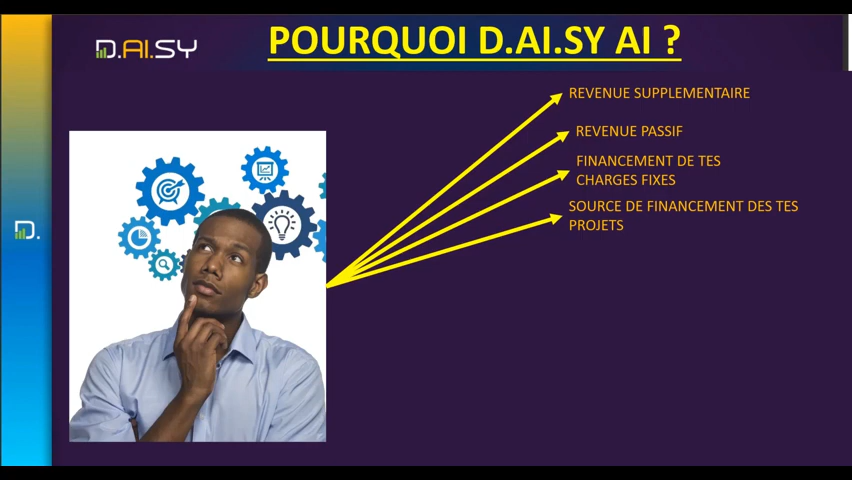 D.AI.SY
POURQUOI D.AI.SY AI ?
REVENUE SUPPLEMENTAIRE
REVENUE PASSIF
FINANCEMENT DE TES
CHARGES FIXES
SOURCE DE FINANCEMENT DES TES
PROJETS
D.